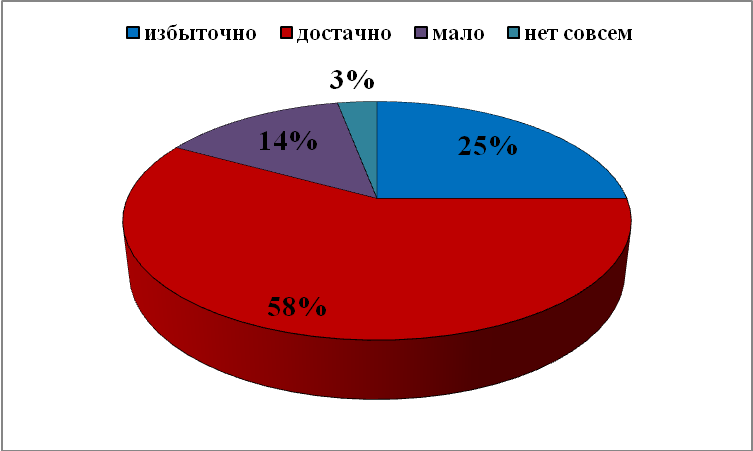 избыточно достачно мало нет совсем
3%
14%
25%
58%